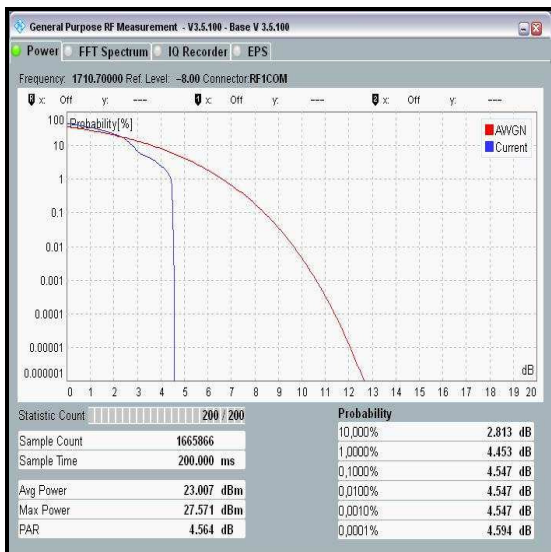 General Purpose RF Measurement - V3.5.100 - Base V 3.5.100
Power FFT Spectrum IQ Recorder EPS
Frequency: 1710.70000 Ref. Level: -8.00 Connector:RF1COM
x: Off y: --- 1 x: Off y: --- 2 x: Off y: ---
Probability[%]
AWGN
Current
100
10
1
0.1
0.01
0.001
0.0001
0.00001
0.000001
dB
0 1 2 3 4 5 6 7 8 9 10 11 12 13 14 15 16 17 18 19 20
Statistic Count 200 / 200
Sample Count 1665866
Sample Time 200.000 ms
Avg Power 23.007 dBm
Max Power 27.571 dBm
PAR 4.564 dB
Probability
10,000% 2.813 dB
1,0000% 4.453 dB
0,1000% 4.547 dB
0,0100% 4.547 dB
0,0010% 4.547 dB
0,0001% 4.594 dB